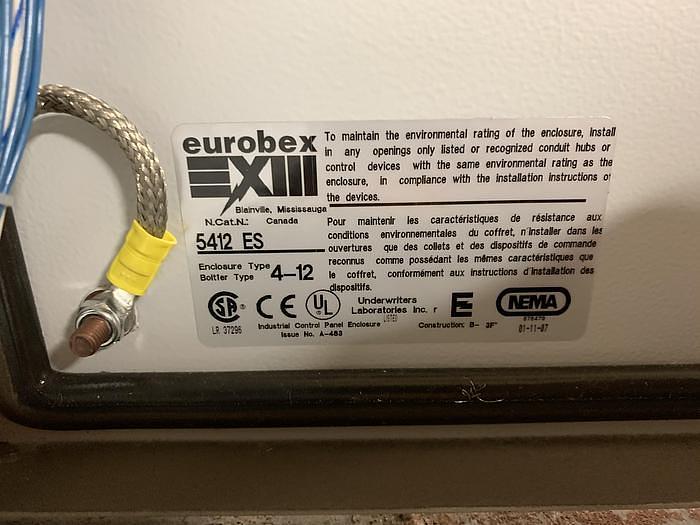 eurobex
EXIII
Blainville, Mississauga
N.Cat.N.: Canada
5412 ES
Enclosure Type
Boitier Type 4-12
To maintain the environmental rating of the enclosure, install
in any openings only listed or recognized conduit hubs or
control devices with the same environmental rating as the
enclosure, in compliance with the installation instructions of
the devices.
Pour maintenir les caractéristiques de résistance aux
conditions environnementales du coffret, n'installer dans les
ouvertures que des collets et des dispositifs de commande
reconnus comme possédant les mêmes caractéristiques que
le coffret, conformément aux instructions d'installation des
dispositifs.
SA
LR 37296
CE
UL
Underwriters
Laboratories Inc. r
LISTED
Industrial Control Panel Enclosure
Issue No. A-483
Construction: B- 3F"
NEMA
01-11-07